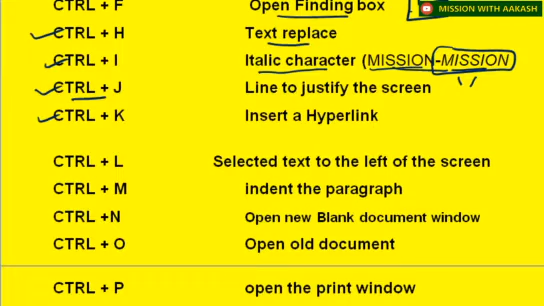 MISSION WITH AAKASH
CTRL + F Open Finding box
CTRL + H Text replace
CTRL + I Italic character (MISSION-MISSION
CTRL + J Line to justify the screen
CTRL + K Insert a Hyperlink
CTRL + L Selected text to the left of the screen
CTRL + M indent the paragraph
CTRL +N Open new Blank document window
CTRL + O Open old document
CTRL + P open the print window